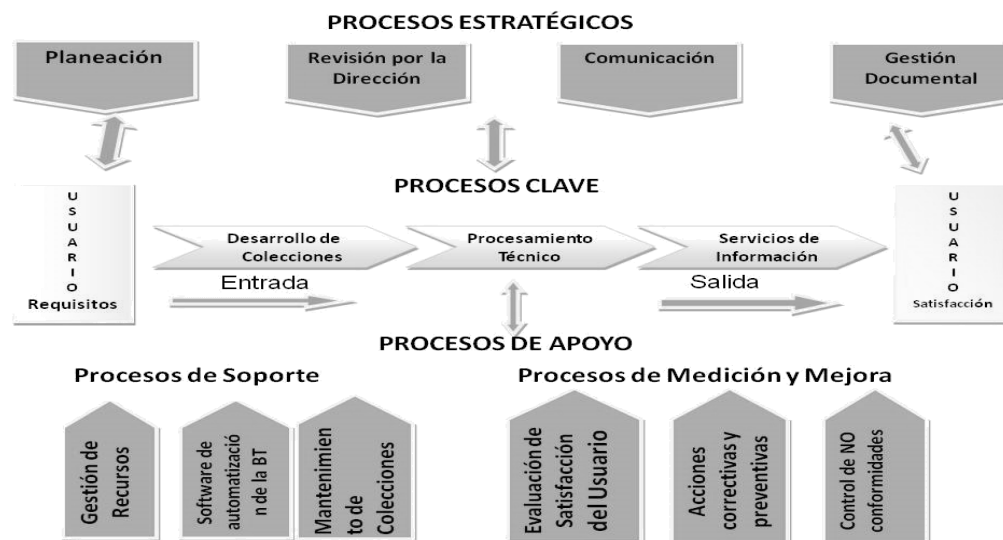 PROCESOS ESTRATÉGICOS
Planeación
Revisión por la
Dirección
Comunicación
Gestión
Documental
PROCESOS CLAVE
USUARIO
Requisitos
Desarrollo de
Colecciones
Procesamiento
Técnico
Servicios de
Información
USUARIO
Satisfacción
Entrada
Salida
PROCESOS DE APOYO
Procesos de Soporte
Procesos de Medición y Mejora
Gestión de
Recursos
Software de
automatizació
n de la BT
Mantenimien
to de
Colecciones
Evaluación de
Satisfacción
del Usuario
Acciones
correctivas y
preventivas
Control de NO
conformidades